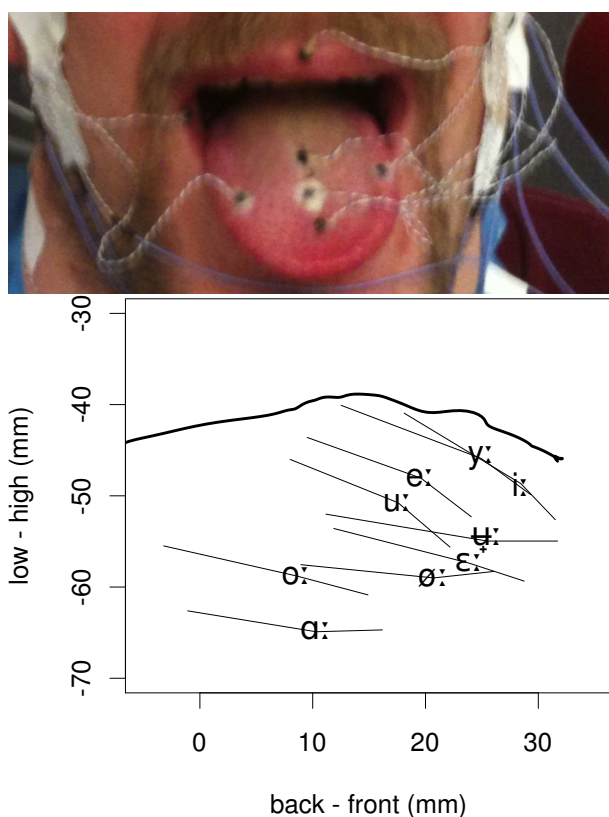 -30
-40
-50
-60
-70
low - high (mm)
yː
iː
eː
uː
ʉ̟ː
ɛː
oː
øː
ɑː
0 10 20 30
back - front (mm)